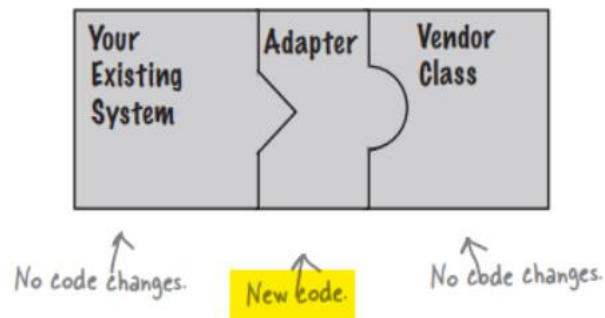 Your
Existing
System
Adapter
Vendor
Class
No code changes.
New code.
No code changes.